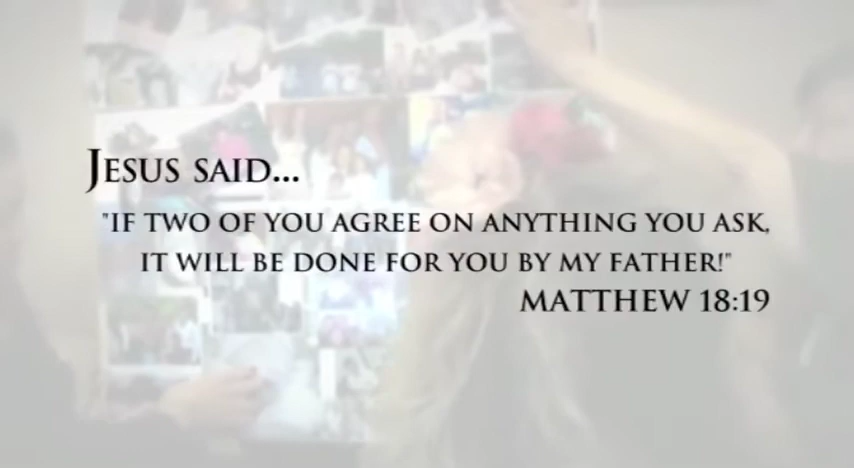 JESUS SAID...
"IF TWO OF YOU AGREE ON ANYTHING YOU ASK,
IT WILL BE DONE FOR YOU BY MY FATHER!"
MATTHEW 18:19